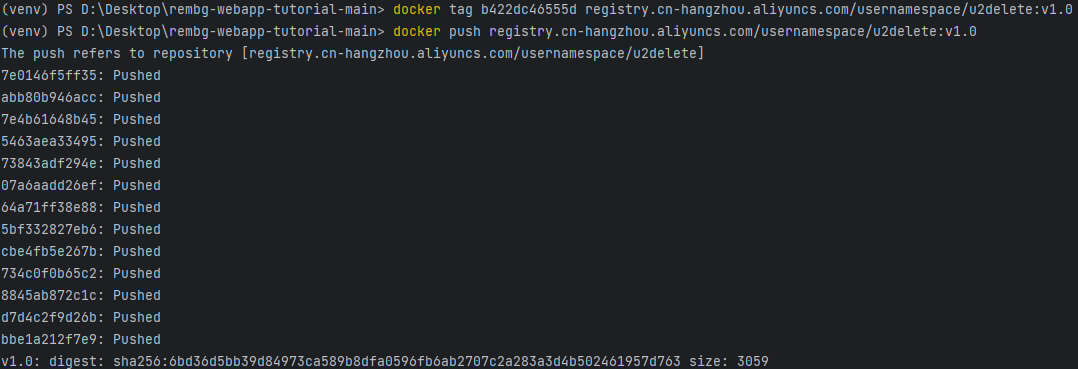 (venv) PS D:\Desktop\rembg-webapp-tutorial-main> docker tag b422dc46555d registry.cn-hangzhou.aliyuncs.com/usernamespace/u2delete:v1.0
(venv) PS D:\Desktop\rembg-webapp-tutorial-main> docker push registry.cn-hangzhou.aliyuncs.com/usernamespace/u2delete:v1.0
The push refers to repository [registry.cn-hangzhou.aliyuncs.com/usernamespace/u2delete]
7e0146f5ff35: Pushed
abb80b946acc: Pushed
7e4b61648b45: Pushed
5463aea33495: Pushed
73843adf294e: Pushed
07a6aadd26ef: Pushed
64a71ff38e88: Pushed
5bf332827eb6: Pushed
cbe4fb5e267b: Pushed
734c0f0b65c2: Pushed
8845ab872c1c: Pushed
d7d4c2f9d26b: Pushed
bbe1a212f7e9: Pushed
v1.0: digest: sha256:6bd36d5bb39d84973ca589b8dfa0596fb6ab2707c2a283a3d4b502461957d763 size: 3059